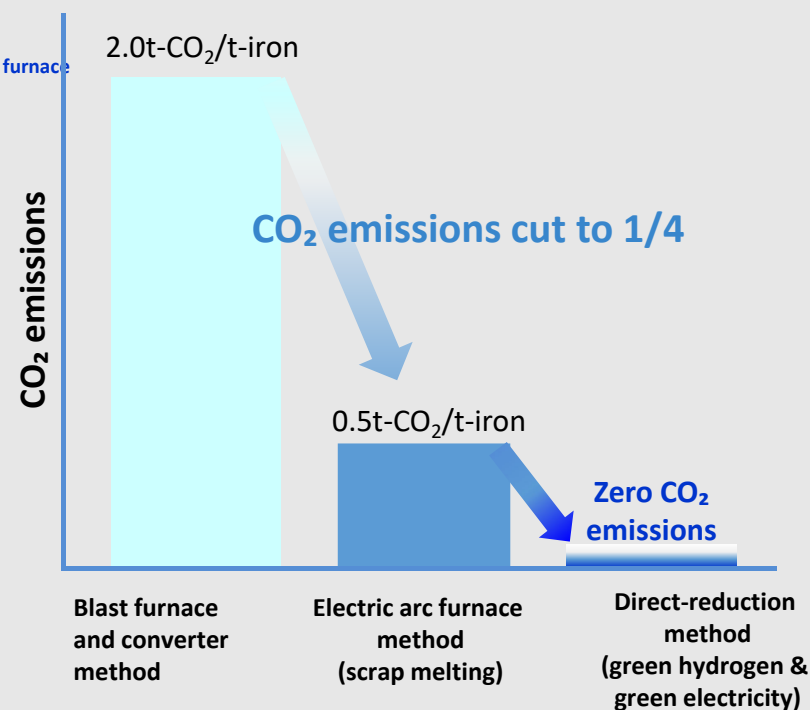 2.0t-CO₂/t-iron
furnace
CO₂ emissions
CO₂ emissions cut to 1/4
0.5t-CO₂/t-iron
Zero CO₂
emissions
Blast furnace
and converter
method
Electric arc furnace
method
(scrap melting)
Direct-reduction
method
(green hydrogen &
green electricity)